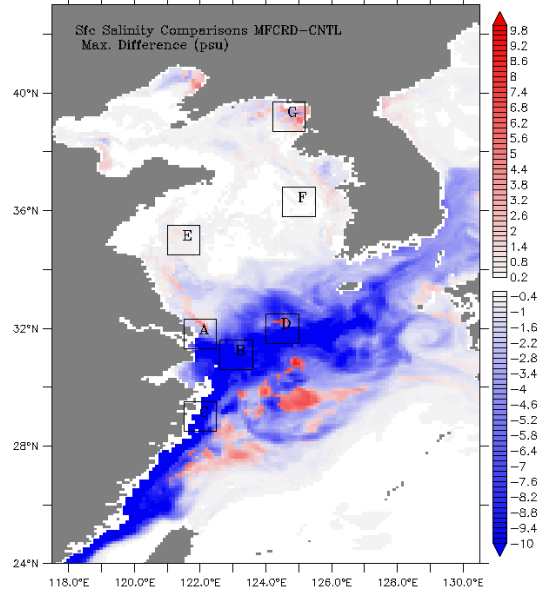 Sfc Salinity Comparisons MFCRD-CNTL
Max. Difference (psu)
40°N
36°N
32°N
28°N
24°N
118.0°E 120.0°E 122.0°E 124.0°E 126.0°E 128.0°E 130.0°E
G
F
E
A
D
B
C
9.8
8.6
8
7.4
6.8
6.2
5.6
5
4.4
3.8
3.2
2.6
2
1.4
0.8
0.2
-0.4
-1
-1.6
-2.2
-2.8
-3.4
-4
-4.6
-5.2
-5.8
-6.4
-7
-7.6
-8.2
-8.8
-9.4
-10